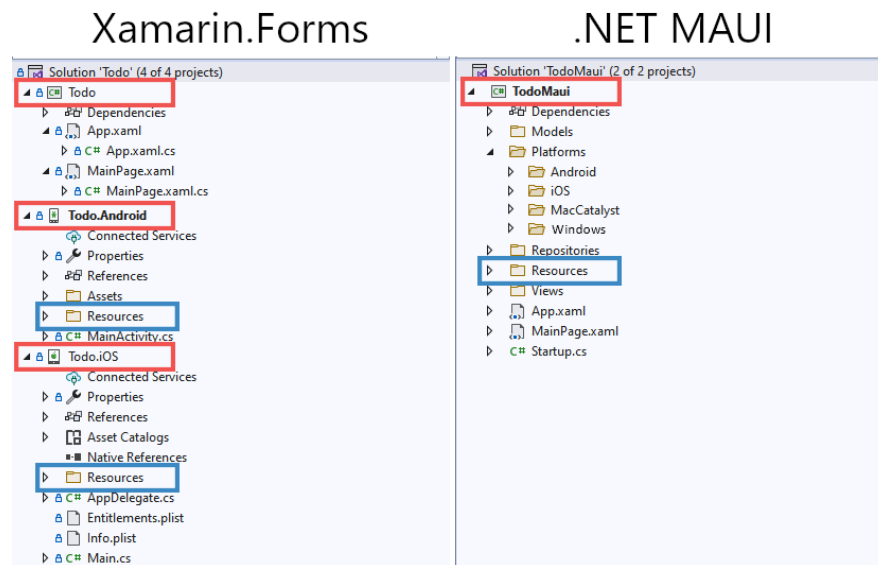 Xamarin.Forms
Solution 'Todo' (4 of 4 projects)
C# Todo
Dependencies
App.xaml
C# App.xaml.cs
MainPage.xaml
C# MainPage.xaml.cs
Todo.Android
Connected Services
Properties
References
Assets
Resources
C# MainActivity.cs
Todo.iOS
Connected Services
Properties
References
Asset Catalogs
Native References
Resources
C# AppDelegate.cs
Entitlements.plist
Info.plist
C# Main.cs
.NET MAUI
Solution 'TodoMaui' (2 of 2 projects)
C# TodoMaui
Dependencies
Models
Platforms
Android
iOS
MacCatalyst
Windows
Repositories
Resources
Views
App.xaml
MainPage.xaml
C# Startup.cs